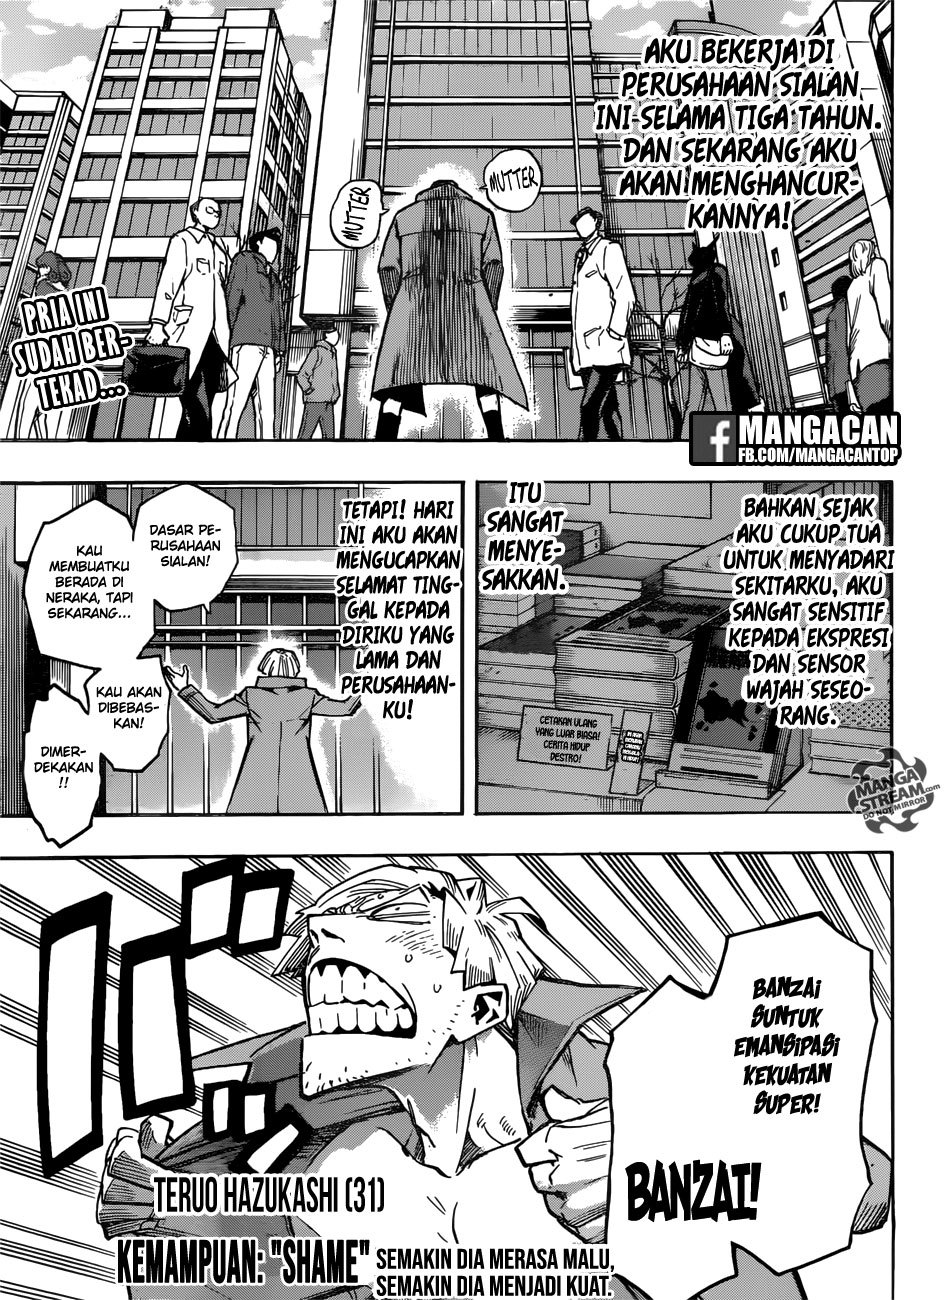 AKU BEKERJA DI
PERUSAHAAN SIALAN
INI SELAMA TIGA TAHUN.
DAN SEKARANG AKU
AKAN MENGHANCUR-
KANNYA!
MUTTER
MUTTER
PRIA INI
SUDAH BER-
TEKAD...
f MANGACAN
FB.COM/MANGACANTOP
BAHKAN SEJAK
AKU CUKUP TUA
UNTUK MENYADARI
SEKITARKU, AKU
SANGAT SENSITIF
KEPADA EKSPRESI
DAN SENSOR
WAJAH SESEO-
RANG.
ITU
SANGAT
MENYE-
SAKKAN.
CETAKAN ULANG
YANG LUAR BIASA!
CERITA HIDUP
DESTRO!
MANGA
STREAM.com
DO NOT MIRROR
TETAPI! HARI
INI AKU AKAN
MENGUCAPKAN
SELAMAT TING-
GAL KEPADA
DIRIKU YANG
LAMA DAN
PERUSAHAAN-
KU!
DASAR PE-
RUSAHAAN
SIALAN!
KAU
MEMBUATKU
BERADA DI
NERAKA, TAPI
SEKARANG...
KAU AKAN
DIBEBAS-
KAN!
DIMER-
DEKAKAN
!!
BANZAI
SUNTUK
EMANSIPASI
KEKUATAN
SUPER!
BANZAI!
TERUO HAZUKASHI (31)
KEMAMPUAN: "SHAME"
SEMAKIN DIA MERASA MALU,
SEMAKIN DIA MENJADI KUAT.